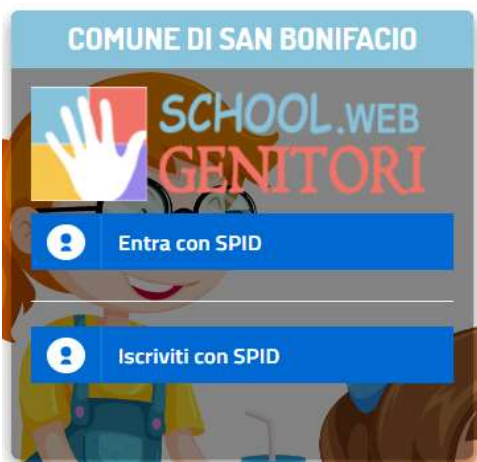 COMUNE DI SAN BONIFACIO
SCHOOL.WEB
GENITORI
Entra con SPID
Iscriviti con SPID